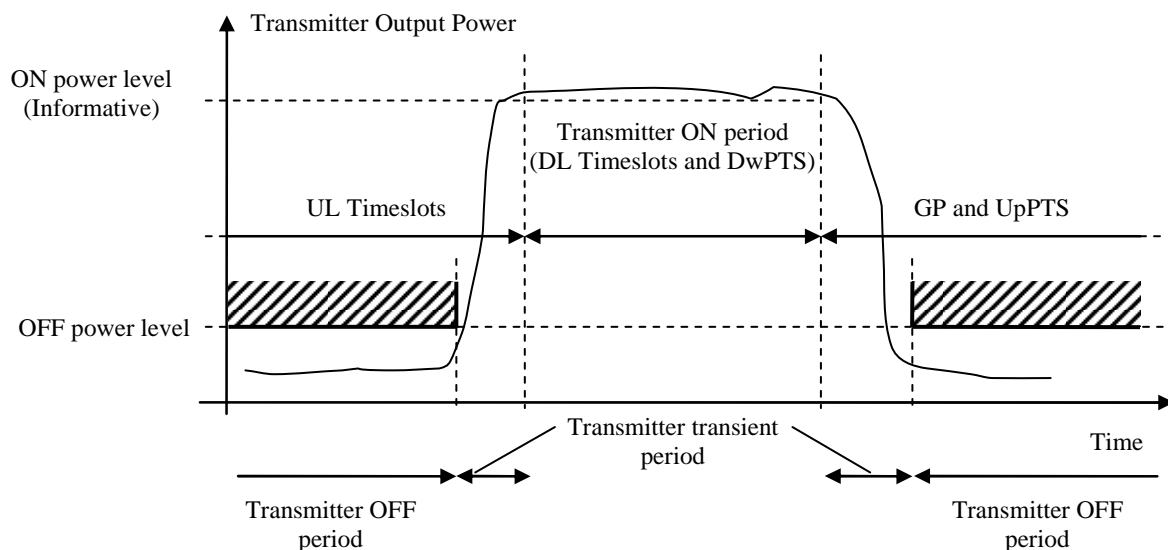 Transmitter Output Power
ON power level
(Informative)
Transmitter ON period
(DL Timeslots and DwPTS)
UL Timeslots
GP and UpPTS
OFF power level
Transmitter transient
period
Time
Transmitter OFF
period
Transmitter OFF
period